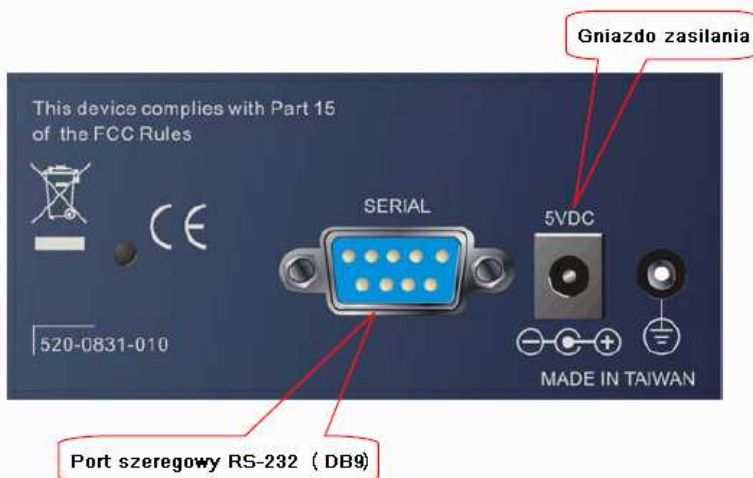 Gniazdo zasilania
This device complies with Part 15
of the FCC Rules
CE
SERIAL
5VDC
520-0831-010
MADE IN TAIWAN
Port szeregowy RS-232 ( DB9)